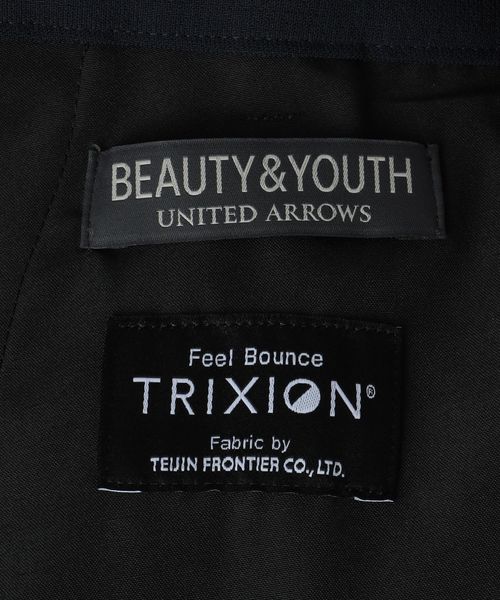 BEAUTY&YOUTH
UNITED ARROWS
Feel Bounce
TRIXION®
Fabric by
TEIJIN FRONTIER CO., LTD.